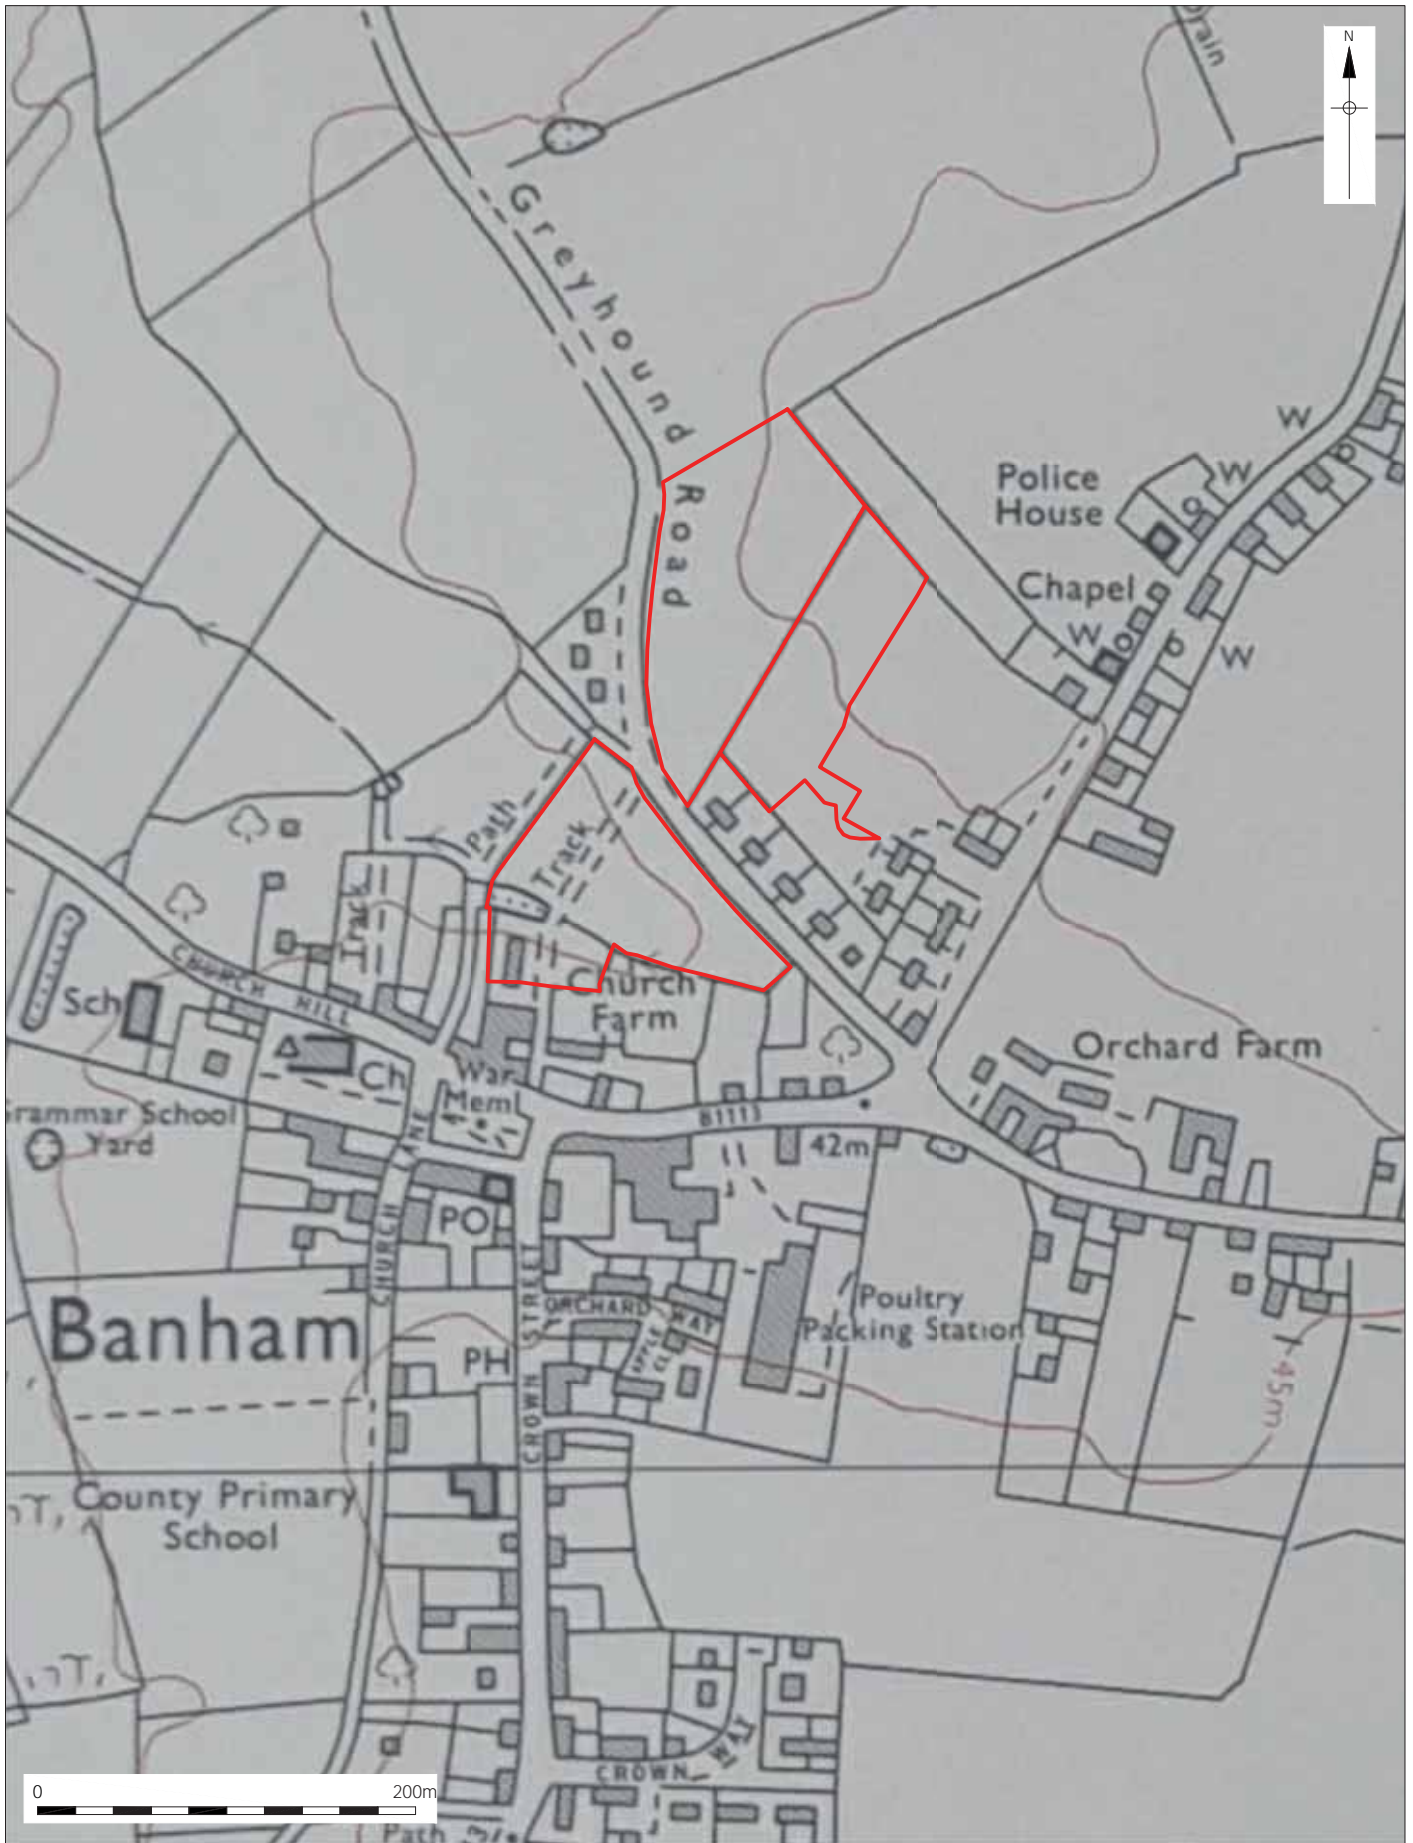 Drain
N
Greyhound Road
W
Police
House
W
Chapel
W
W
Path
Track
Track
CHURCH HILL
Sch
Church
Farm
Orchard Farm
Ch
War
Meml
B1113
Grammar School
Yard
42m
CHURCH LANE
PO
CROWN STREET
ORCHARD WAY
APPLE CL
Poultry
Packing Station
Banham
PH
45m
County Primary
School
CROWN WAY
0 200m
Path